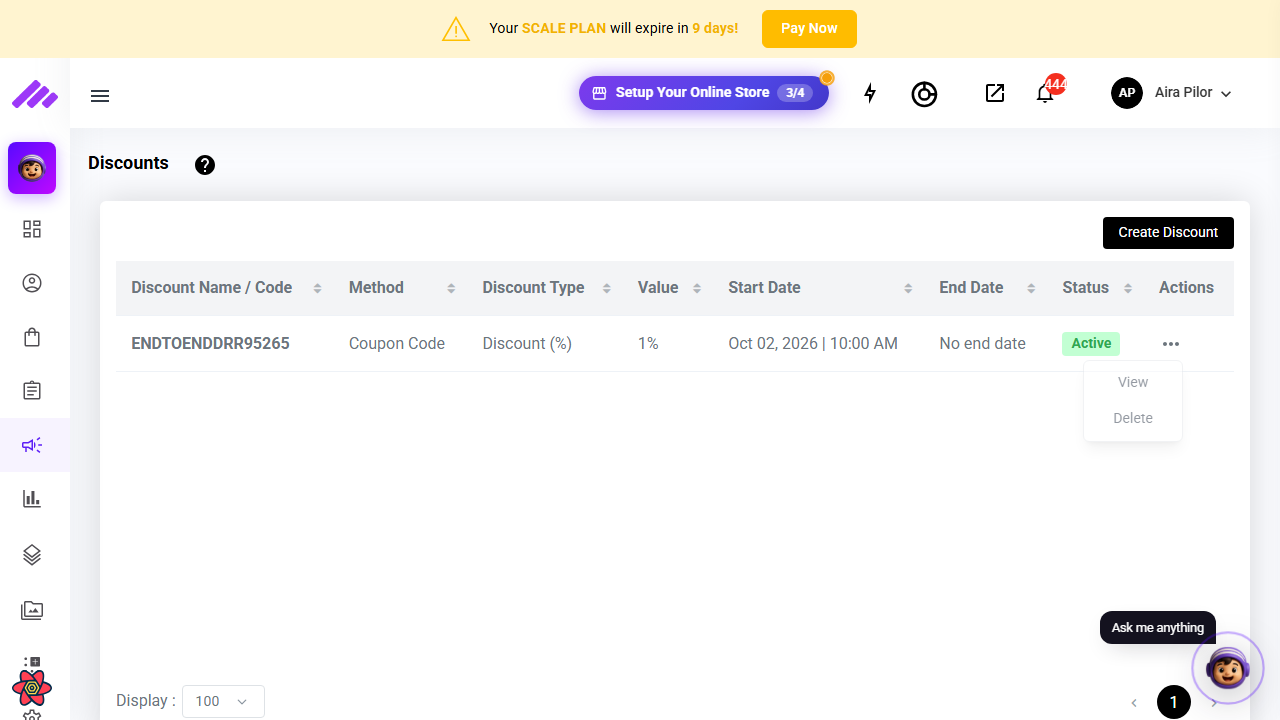 Your SCALE PLAN will expire in 9 days! Pay Now
Setup Your Online Store 3/4
444
AP Aira Pilor
Discounts
Create Discount
Discount Name / Code Method Discount Type Value Start Date End Date Status Actions
ENDTOENDDRR95265 Coupon Code Discount (%) 1% Oct 02, 2026 | 10:00 AM No end date Active
View
Delete
Ask me anything
Display : 100
1